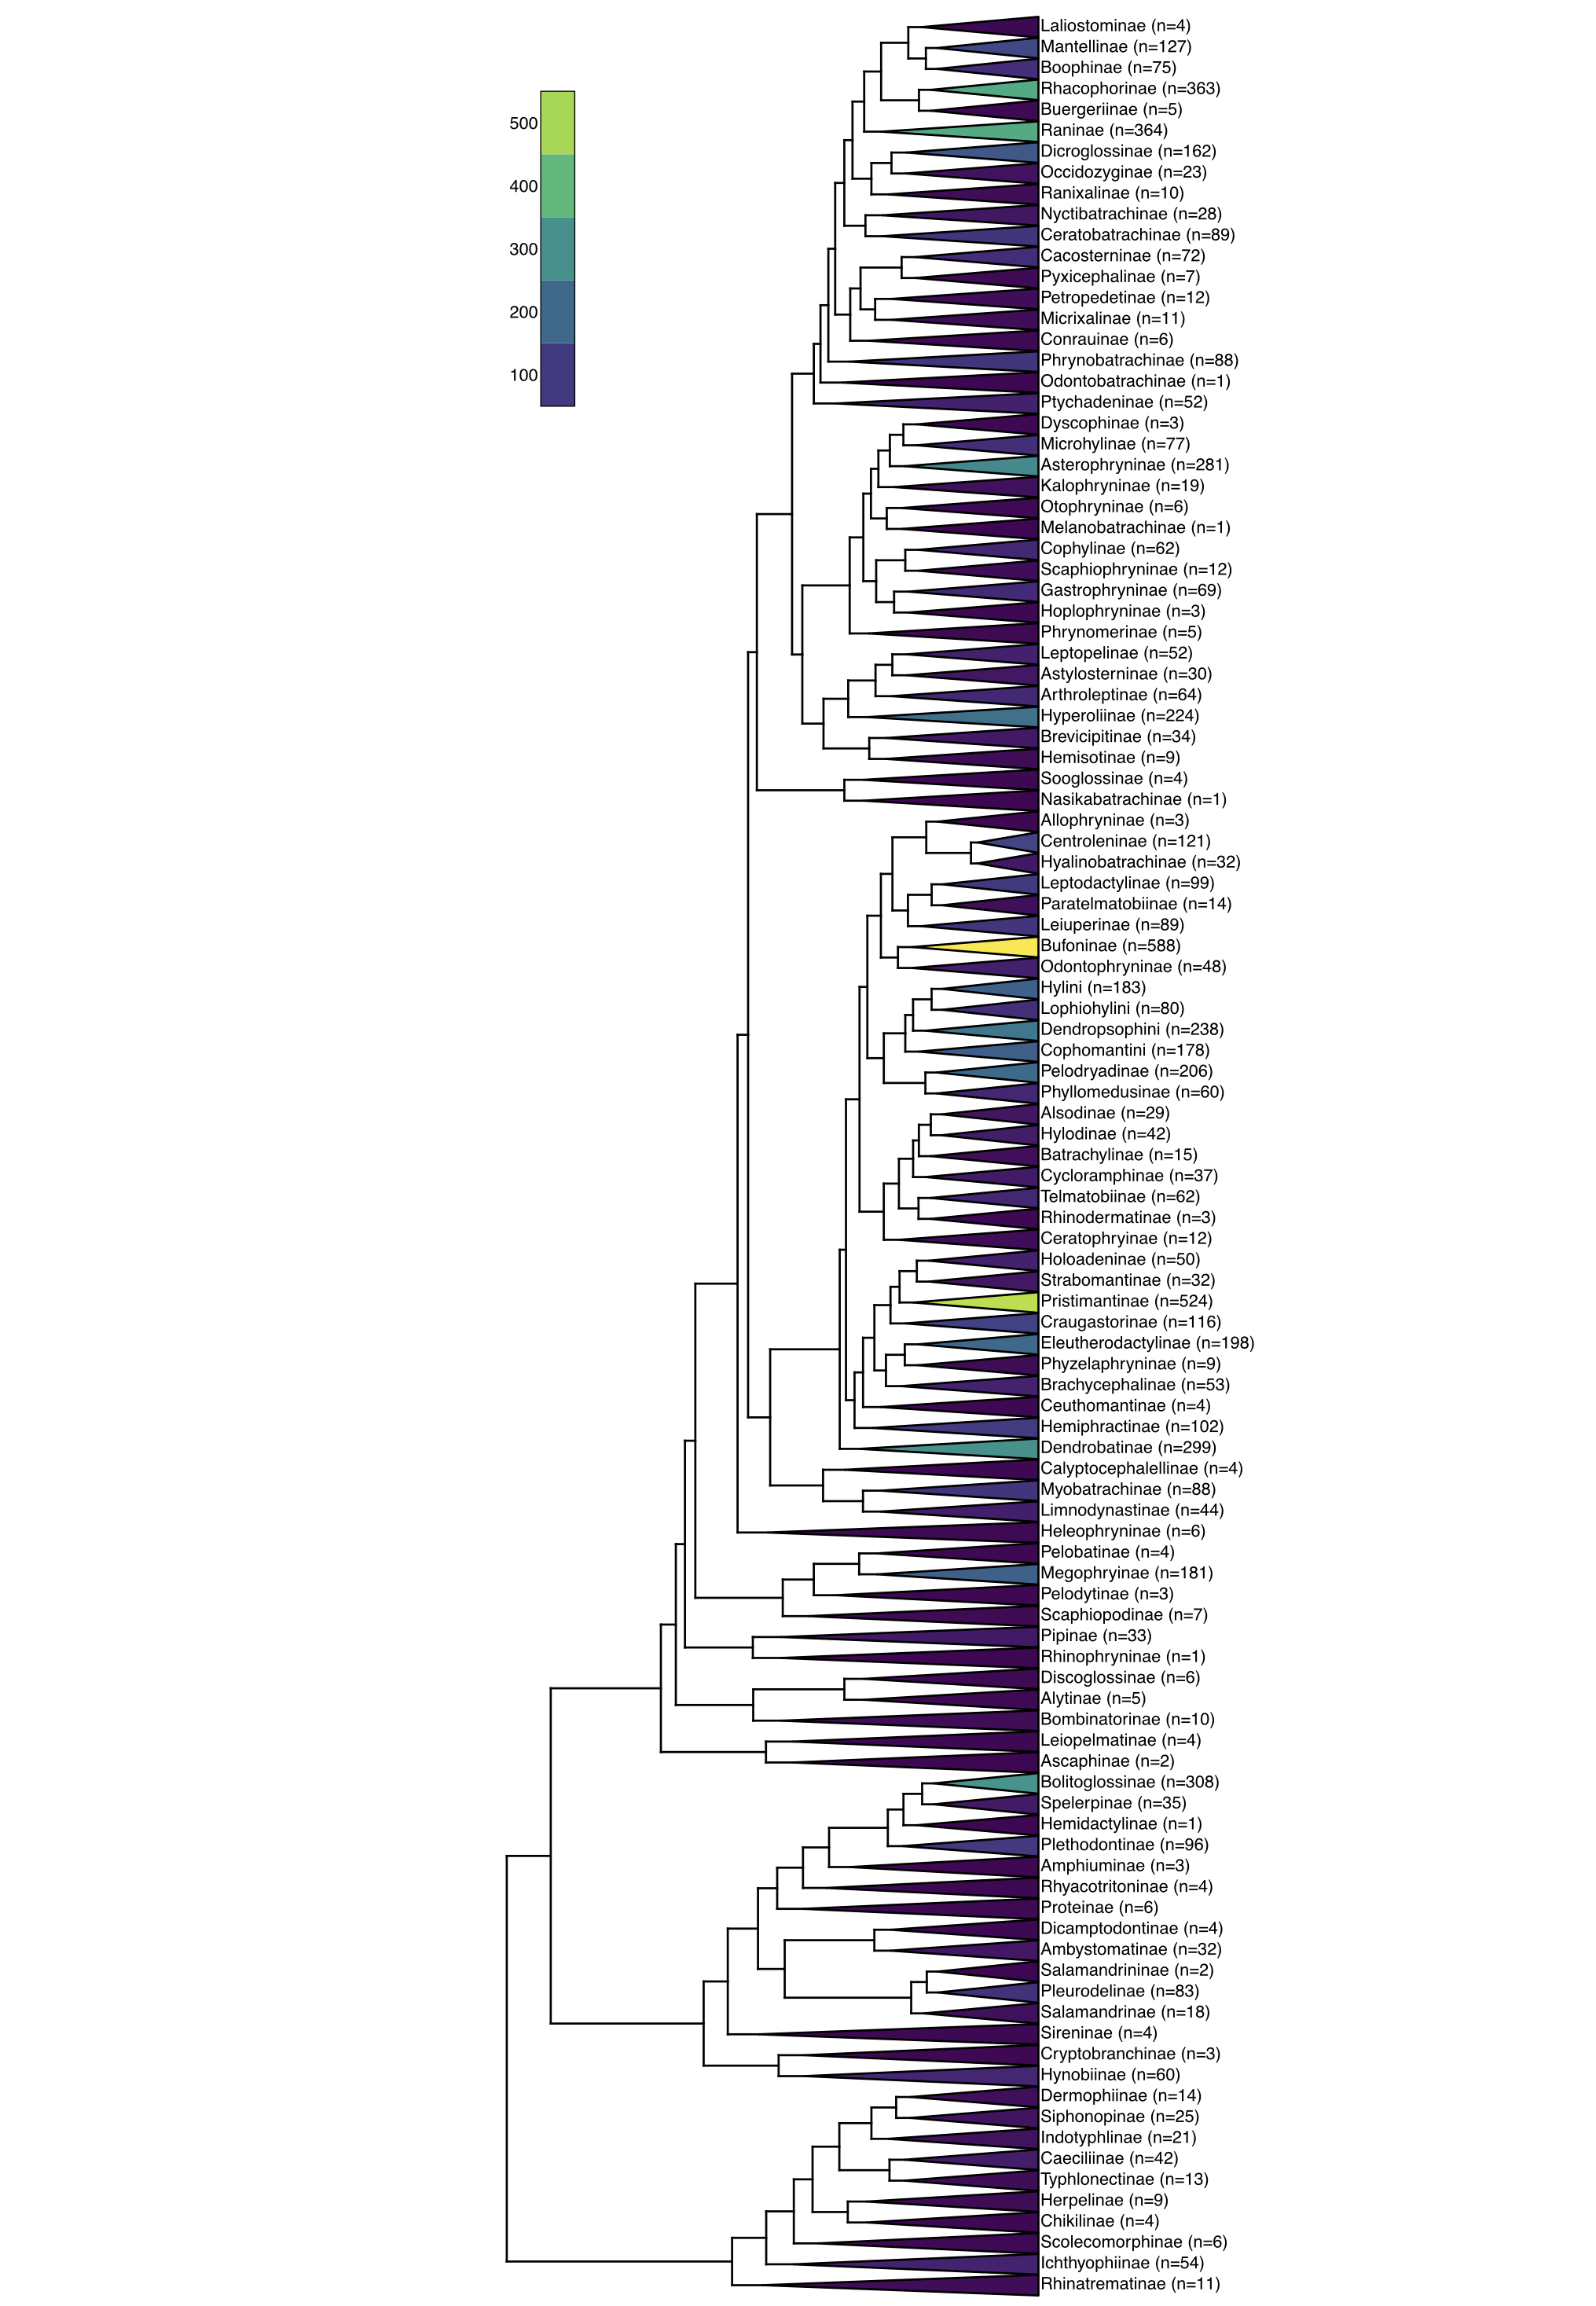 500
400
300
200
100
Laliostominae (n=4)
Mantellinae (n=127)
Boophinae (n=75)
Rhacophorinae (n=363)
Buergeriinae (n=5)
Raninae (n=364)
Dicroglossinae (n=162)
Occidozyginae (n=23)
Ranixalinae (n=10)
Nyctibatrachinae (n=28)
Ceratobatrachinae (n=89)
Cacosterninae (n=72)
Pyxicephalinae (n=7)
Petropedetinae (n=12)
Micrixalinae (n=11)
Conrauinae (n=6)
Phrynobatrachinae (n=88)
Odontobatrachinae (n=1)
Ptychadeninae (n=52)
Dyscophinae (n=3)
Microhylinae (n=77)
Asterophryninae (n=281)
Kalophryninae (n=19)
Otophryninae (n=6)
Melanobatrachinae (n=1)
Cophylinae (n=62)
Scaphiophryninae (n=12)
Gastrophryninae (n=69)
Hoplophryninae (n=3)
Phrynomerinae (n=5)
Leptopelinae (n=52)
Astylosterninae (n=30)
Arthroleptinae (n=64)
Hyperoliinae (n=224)
Brevicipitinae (n=34)
Hemisotinae (n=9)
Sooglossinae (n=4)
Nasikabatrachinae (n=1)
Allophryninae (n=3)
Centroleninae (n=121)
Hyalinobatrachinae (n=32)
Leptodactylinae (n=99)
Paratelmatobiinae (n=14)
Leiuperinae (n=89)
Bufoninae (n=588)
Odontophryninae (n=48)
Hylini (n=183)
Lophiohylini (n=80)
Dendropsophini (n=238)
Cophomantini (n=178)
Pelodryadinae (n=206)
Phyllomedusinae (n=60)
Alsodinae (n=29)
Hylodinae (n=42)
Batrachylinae (n=15)
Cycloramphinae (n=37)
Telmatobiinae (n=62)
Rhinodermatinae (n=3)
Ceratophryinae (n=12)
Holoadeninae (n=50)
Strabomantinae (n=32)
Pristimantinae (n=524)
Craugastorinae (n=116)
Eleutherodactylinae (n=198)
Phyzelaphryninae (n=9)
Brachycephalinae (n=53)
Ceuthomantinae (n=4)
Hemiphractinae (n=102)
Dendrobatinae (n=299)
Calyptocephalellinae (n=4)
Myobatrachinae (n=88)
Limnodynastinae (n=44)
Heleophryninae (n=6)
Pelobatinae (n=4)
Megophryinae (n=181)
Pelodytinae (n=3)
Scaphiopodinae (n=7)
Pipinae (n=33)
Rhinophryninae (n=1)
Discoglossinae (n=6)
Alytinae (n=5)
Bombinatorinae (n=10)
Leiopelmatinae (n=4)
Ascaphinae (n=2)
Bolitoglossinae (n=308)
Spelerpinae (n=35)
Hemidactylinae (n=1)
Plethodontinae (n=96)
Amphiuminae (n=3)
Rhyacotritoninae (n=4)
Proteinae (n=6)
Dicamptodontinae (n=4)
Ambystomatinae (n=32)
Salamandrininae (n=2)
Pleurodelinae (n=83)
Salamandrinae (n=18)
Sireninae (n=4)
Cryptobranchinae (n=3)
Hynobiinae (n=60)
Dermophiinae (n=14)
Siphonopinae (n=25)
Indotyphlinae (n=21)
Caeciliinae (n=42)
Typhlonectinae (n=13)
Herpelinae (n=9)
Chikilinae (n=4)
Scolecomorphinae (n=6)
Ichthyophiinae (n=54)
Rhinatrematinae (n=11)